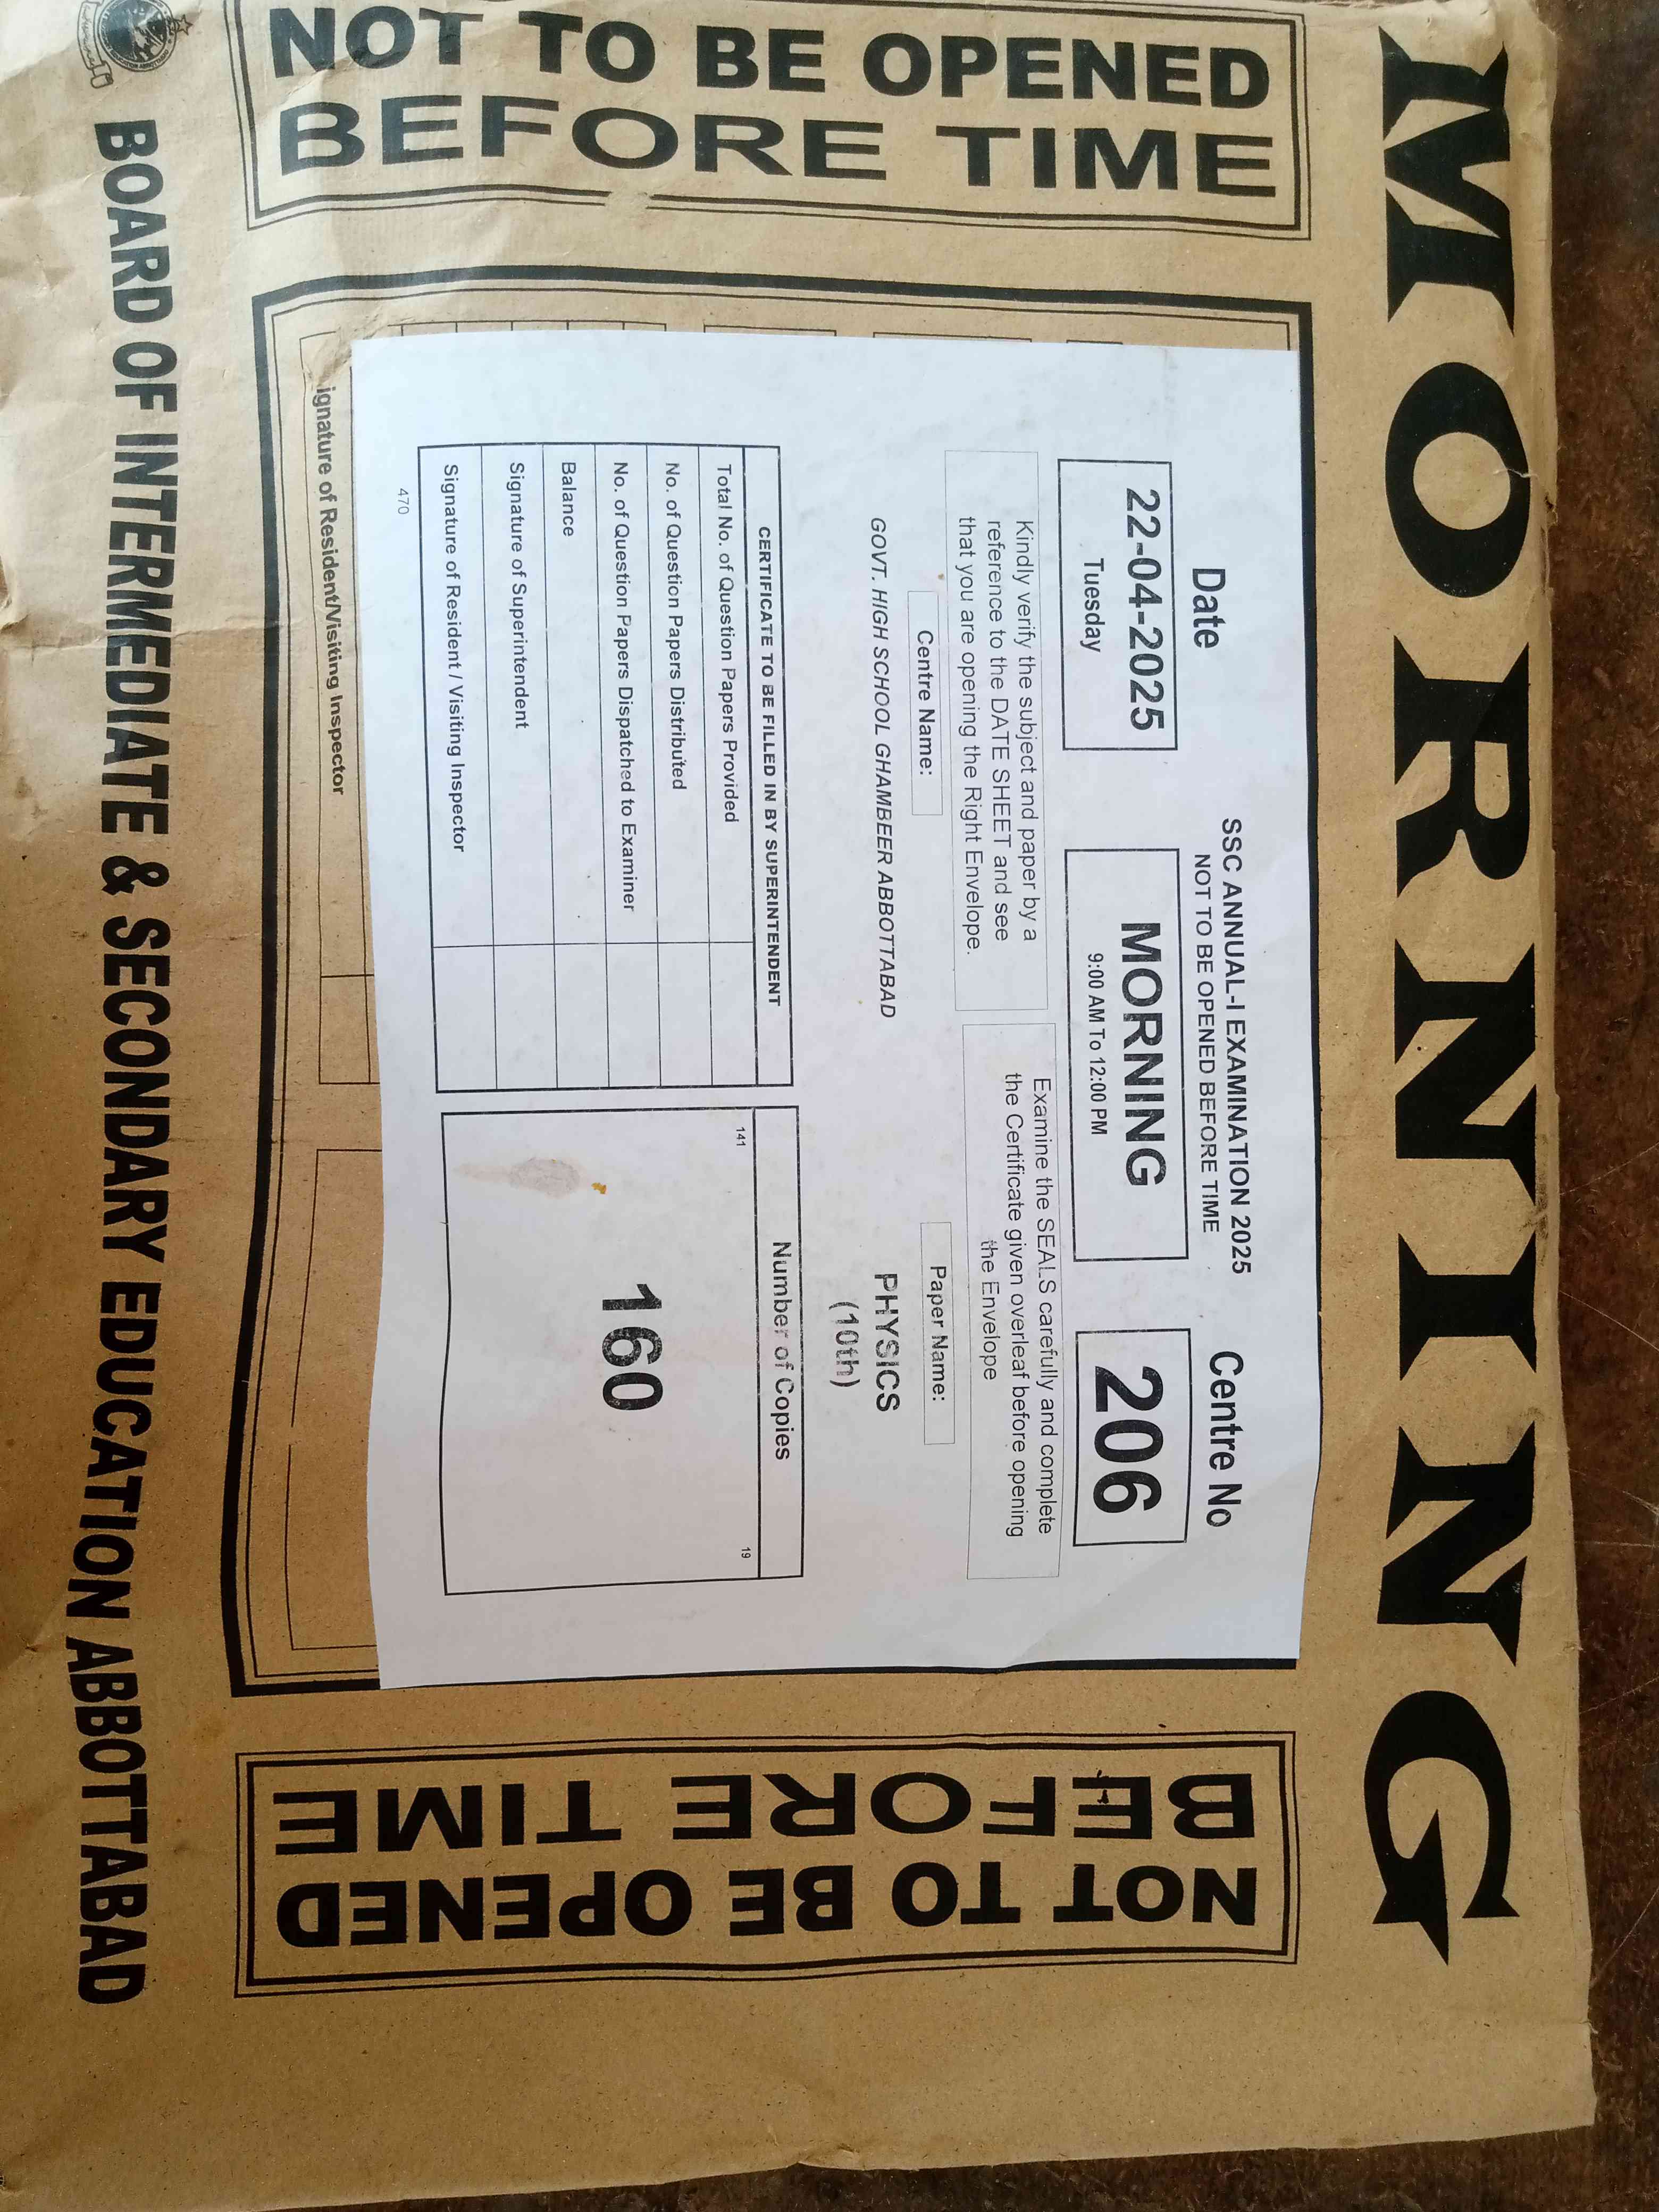 MORNING
NOT TO BE OPENED
BEFORE TIME
SSC ANNUAL-I EXAMINATION 2025
NOT TO BE OPENED BEFORE TIME
Date
22-04-2025
Tuesday
MORNING
9:00 AM To 12:00 PM
Centre No
206
Kindly verify the subject and paper by a
reference to the DATE SHEET and see
that you are opening the Right Envelope.
Examine the SEALS carefully and complete
the Certificate given overleaf before opening
the Envelope
Centre Name:
GOVT. HIGH SCHOOL GHAMBEER ABBOTTABAD
Paper Name:
PHYSICS
(10th)
CERTIFICATE TO BE FILLED IN BY SUPERINTENDENT
Total No. of Question Papers Provided
No. of Question Papers Distributed
No. of Question Papers Dispatched to Examiner
Balance
Signature of Superintendent
Signature of Resident / Visiting Inspector
470
Number of Copies
141
19
160
ignature of Resident/Visiting Inspector
NOT TO BE OPENED
BEFORE TIME
BOARD OF INTERMEDIATE & SECONDARY EDUCATION ABBOTTABAD